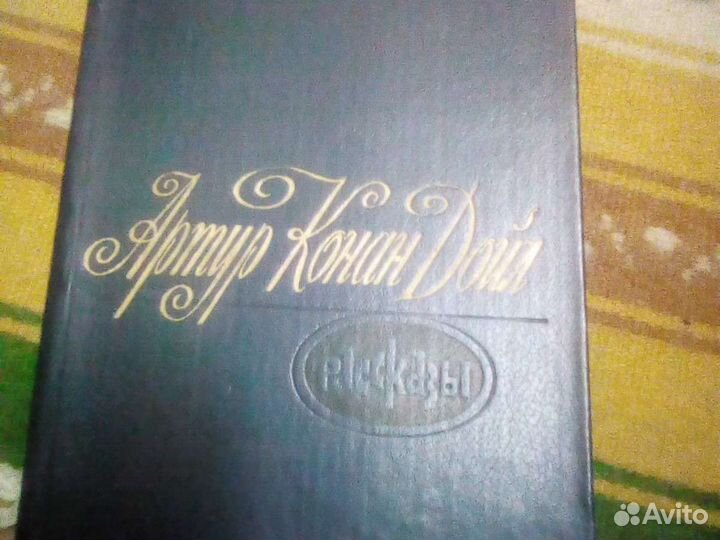 Артур Конан Дойл
рассказы
Avito